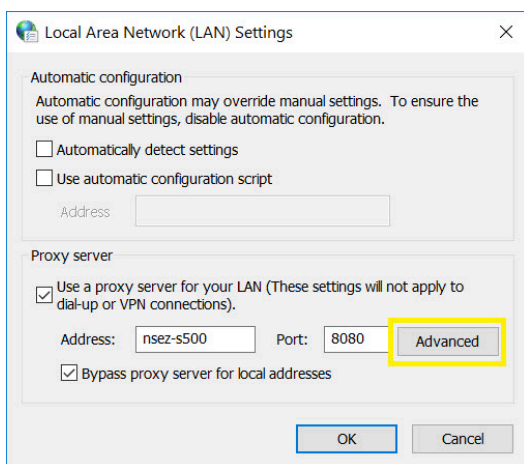 Local Area Network (LAN) Settings
Automatic configuration
Automatic configuration may override manual settings. To ensure the
use of manual settings, disable automatic configuration.
Automatically detect settings
Use automatic configuration script
Address
Proxy server
Use a proxy server for your LAN (These settings will not apply to
dial-up or VPN connections).
Address: nsez-s500 Port: 8080 Advanced
Bypass proxy server for local addresses
OK Cancel